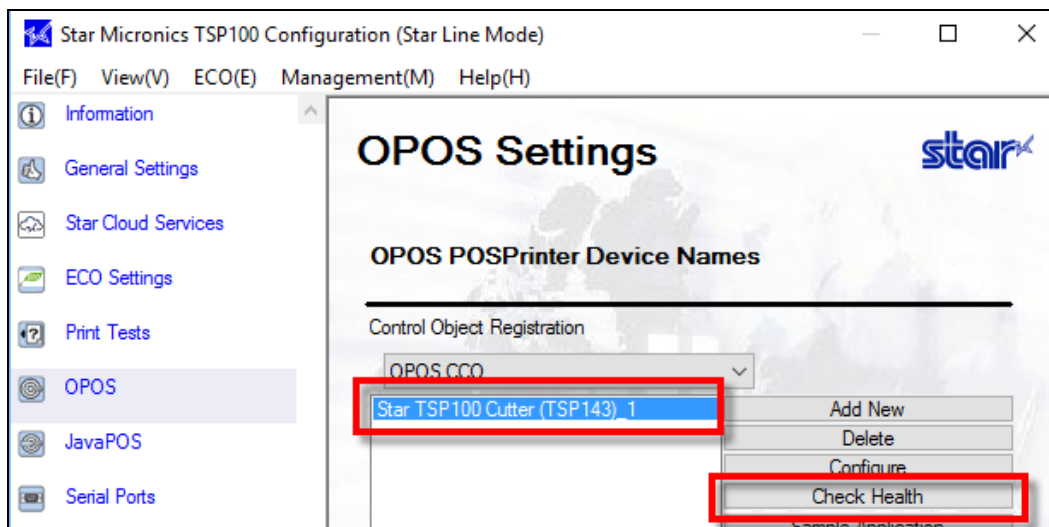 Star Micronics TSP100 Configuration (Star Line Mode)
File(F) View(V) ECO(E) Management(M) Help(H)
Information
General Settings
Star Cloud Services
ECO Settings
Print Tests
OPOS
JavaPOS
Serial Ports
OPOS Settings
star
OPOS POSPrinter Device Names
Control Object Registration
OPOS CCO
Star TSP100 Cutter (TSP143)_1
Add New
Delete
Configure
Check Health
Sample Application